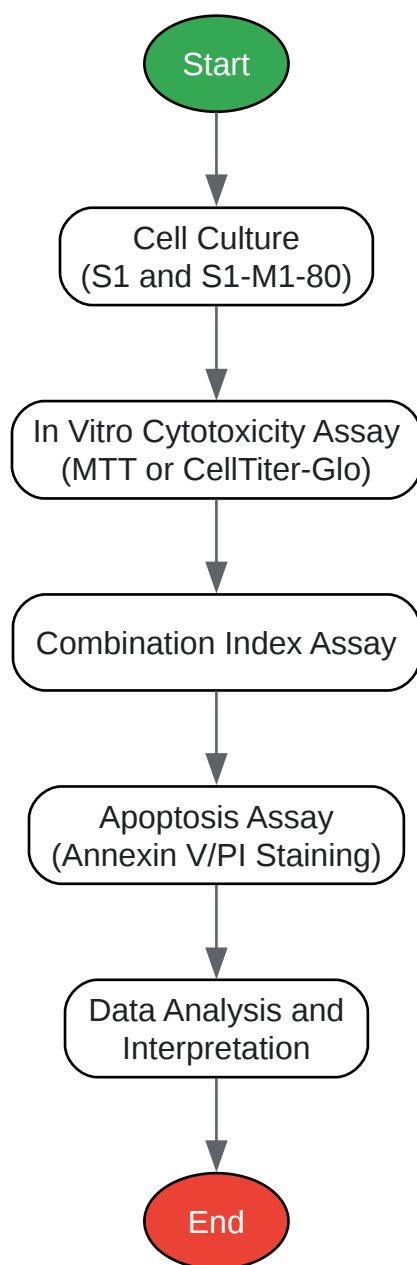 Start
Cell Culture
(S1 and S1-M1-80)
In Vitro Cytotoxicity Assay
(MTT or CellTiter-Glo)
Combination Index Assay
Apoptosis Assay
(Annexin V/PI Staining)
Data Analysis and
Interpretation
End